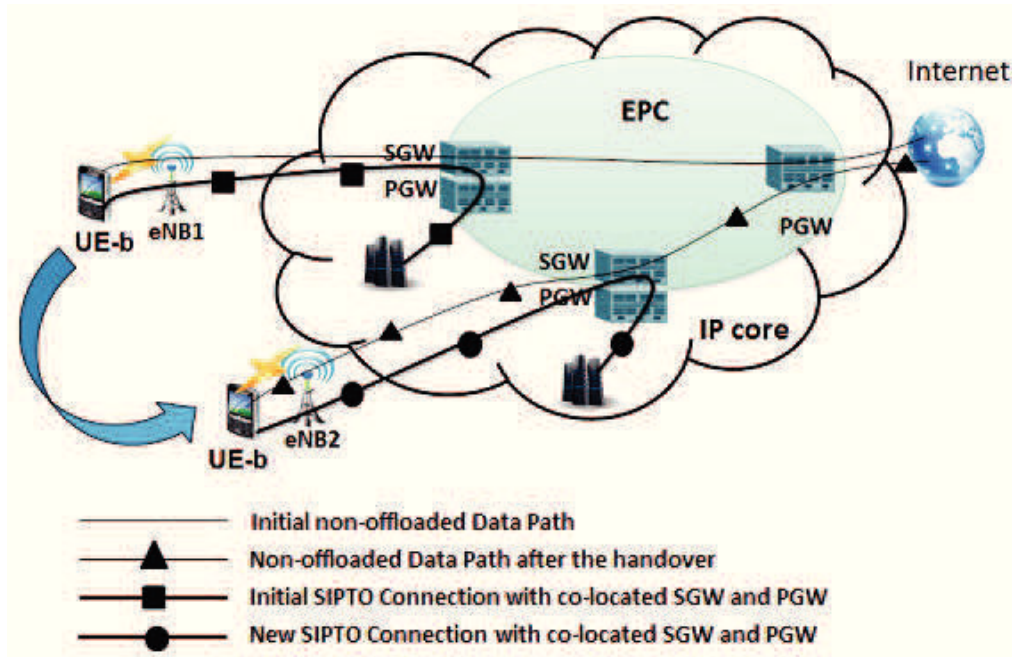 Internet
EPC
SGW
PGW
UE-b
eNB1
PGW
SGW
PGW
IP core
eNB2
UE-b
Initial non-offloaded Data Path
Non-offloaded Data Path after the handover
Initial SIPTO Connection with co-located SGW and PGW
New SIPTO Connection with co-located SGW and PGW